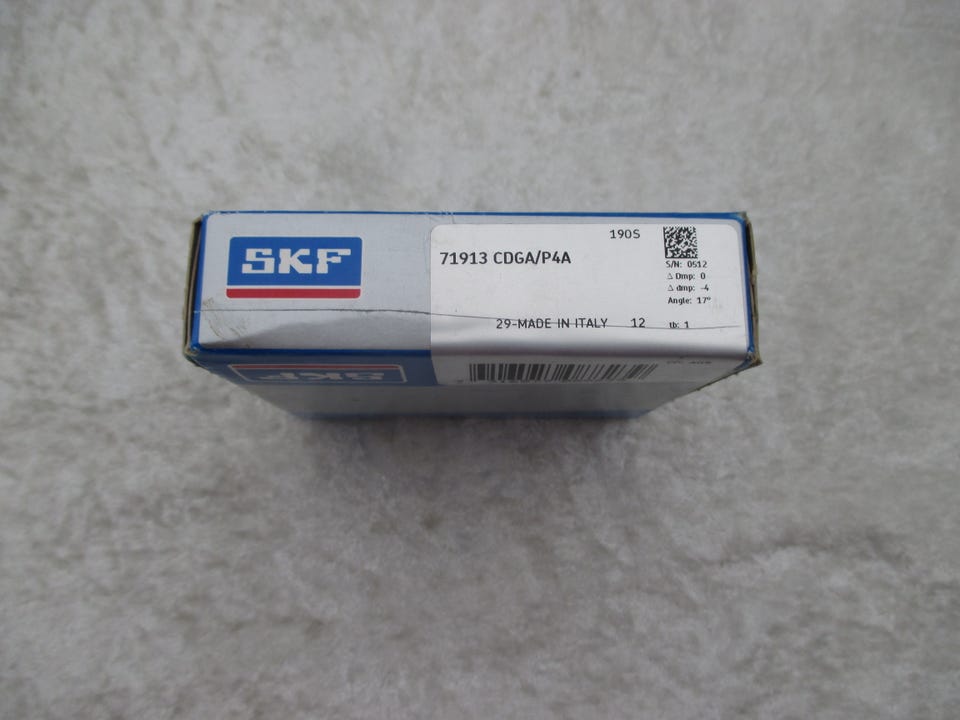 SKF
190S
71913 CDGA/P4A
S/N: 0512
Δ Dmp: 0
Δ dmp: -4
Angle: 17°
29-MADE IN ITALY 12 tb: 1
SKF